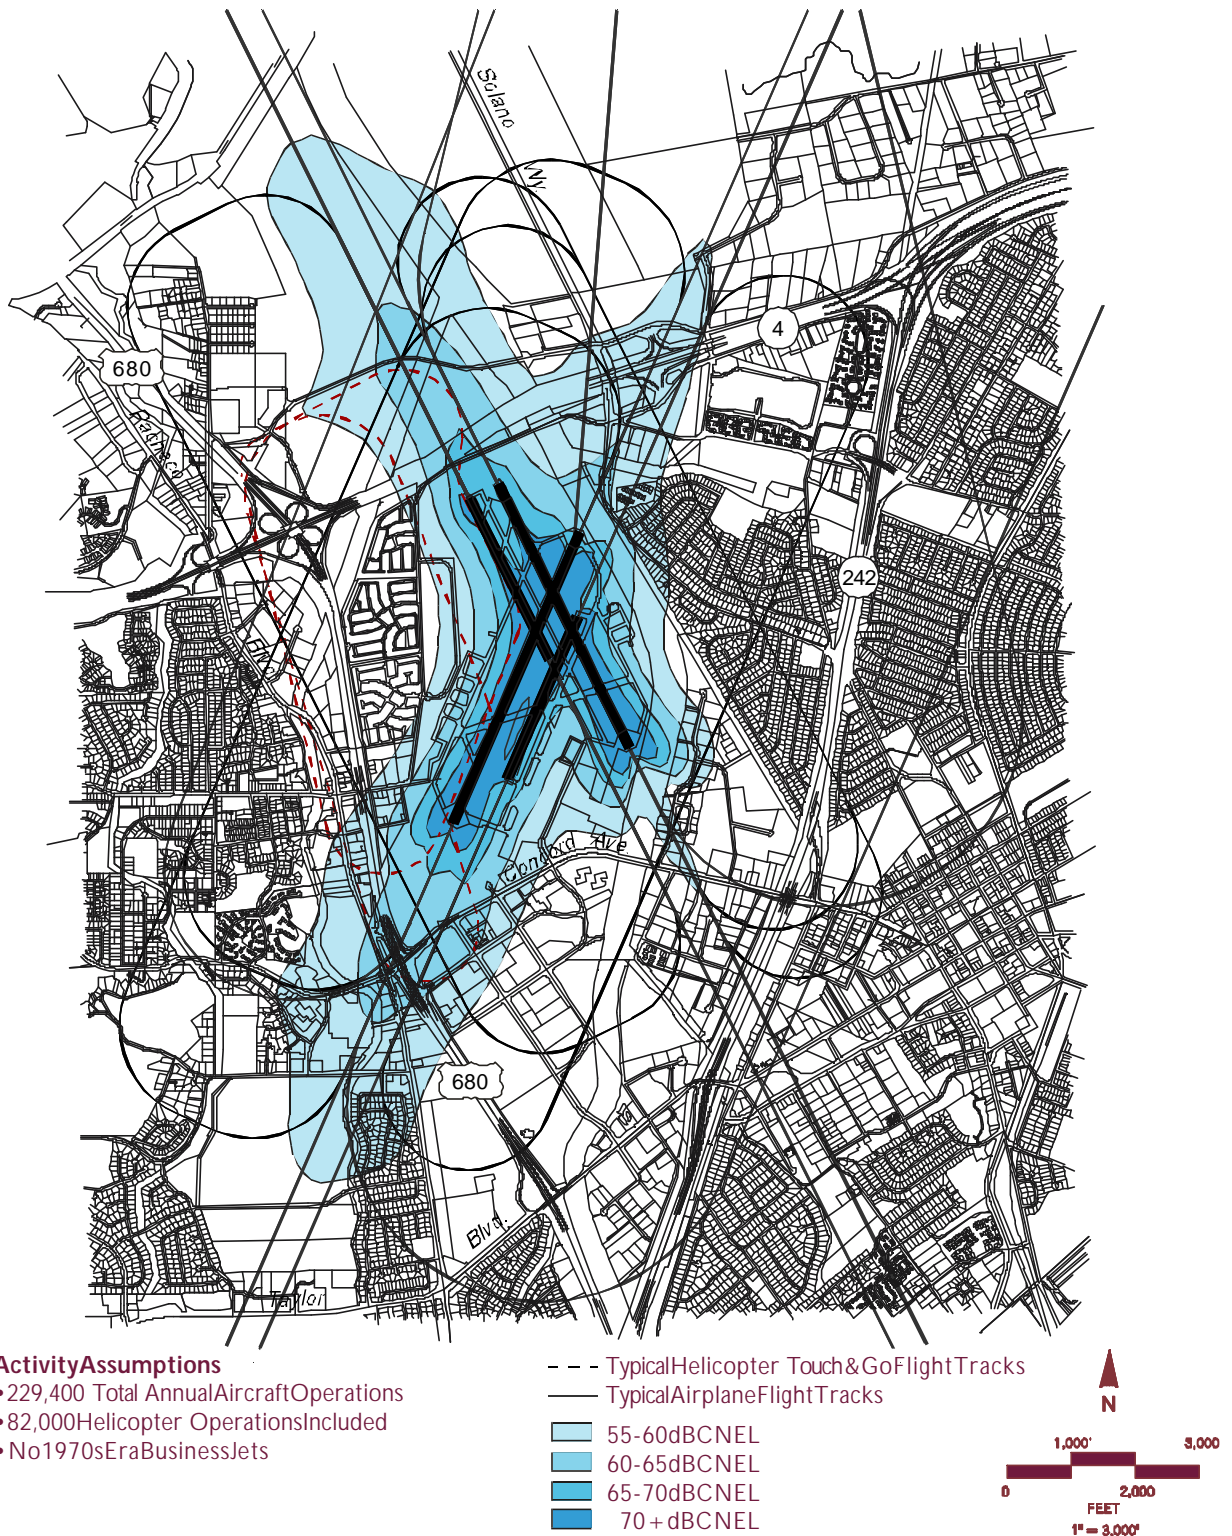 Solano
Wy.
4
680
Pacheco
242
Concord Ave
680
Blvd.
Taylor
ActivityAssumptions
•229,400 Total AnnualAircraftOperations
•82,000Helicopter OperationsIncluded
•No1970sEraBusinessJets
TypicalHelicopter Touch&GoFlightTracks
TypicalAirplaneFlightTracks
55-60dBCNEL
60-65dBCNEL
65-70dBCNEL
70+dBCNEL
N
1,000' 3,000
0 2,000
FEET
1" = 3,000'